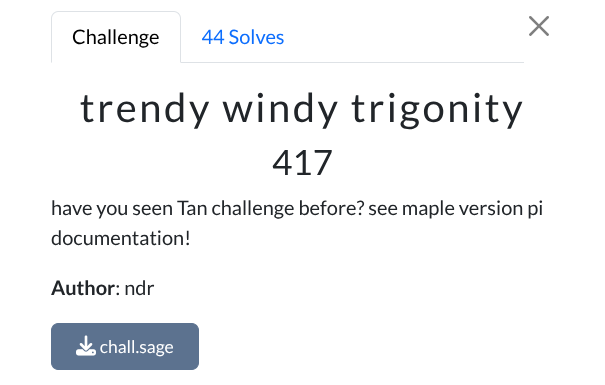 Challenge
44 Solves
trendy windy trigonity
417
have you seen Tan challenge before? see maple version pi
documentation!
Author: ndr
chall.sage